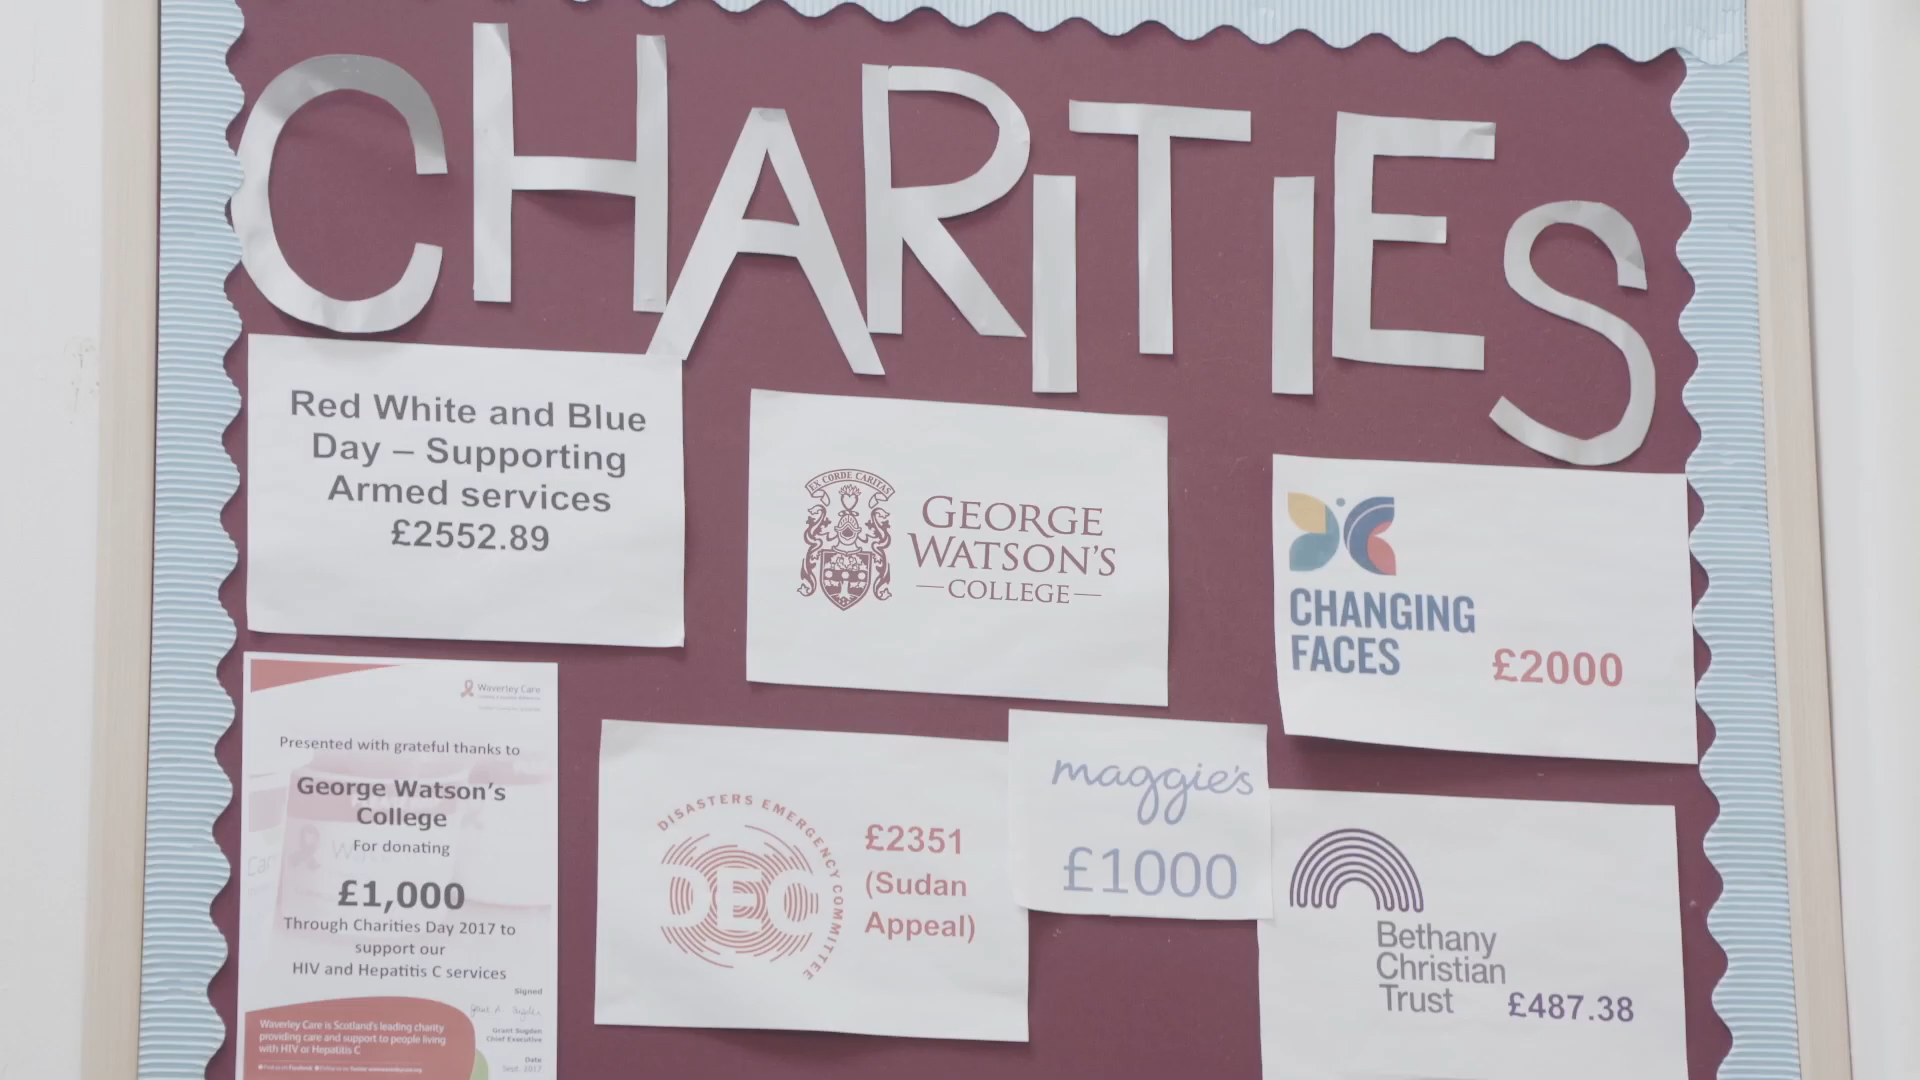 CHARITIES
Red White and Blue
Day – Supporting
Armed services
£2552.89
EX CORDE CARITAS
GEORGE
WATSON'S
COLLEGE
CHANGING
FACES
£2000
Waverley Care
Presented with grateful thanks to
George Watson's
College
For donating
£1,000
Through Charities Day 2017 to
support our
HIV and Hepatitis C services
Signed
Grant Sugden
Chief Executive
Date
Sept. 2017
Waverley Care is Scotland's leading charity
providing care and support to people living
with HIV or Hepatitis C
DISASTERS EMERGENCY COMMITTEE
DEC
£2351
(Sudan
Appeal)
maggie's
£1000
Bethany
Christian
Trust
£487.38